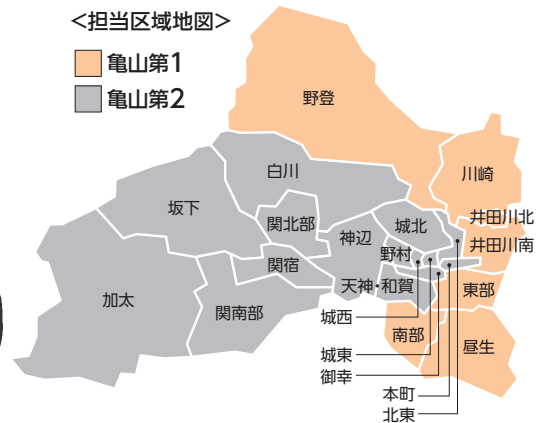 <担当区域地図>
亀山第1
亀山第2
野登
川崎
白川
坂下
関北部
神辺
城北
井田川北
井田川南
野村
関宿
天神・和賀
東部
加太
関南部
城西
南部
昼生
城東
御幸
本町
北東